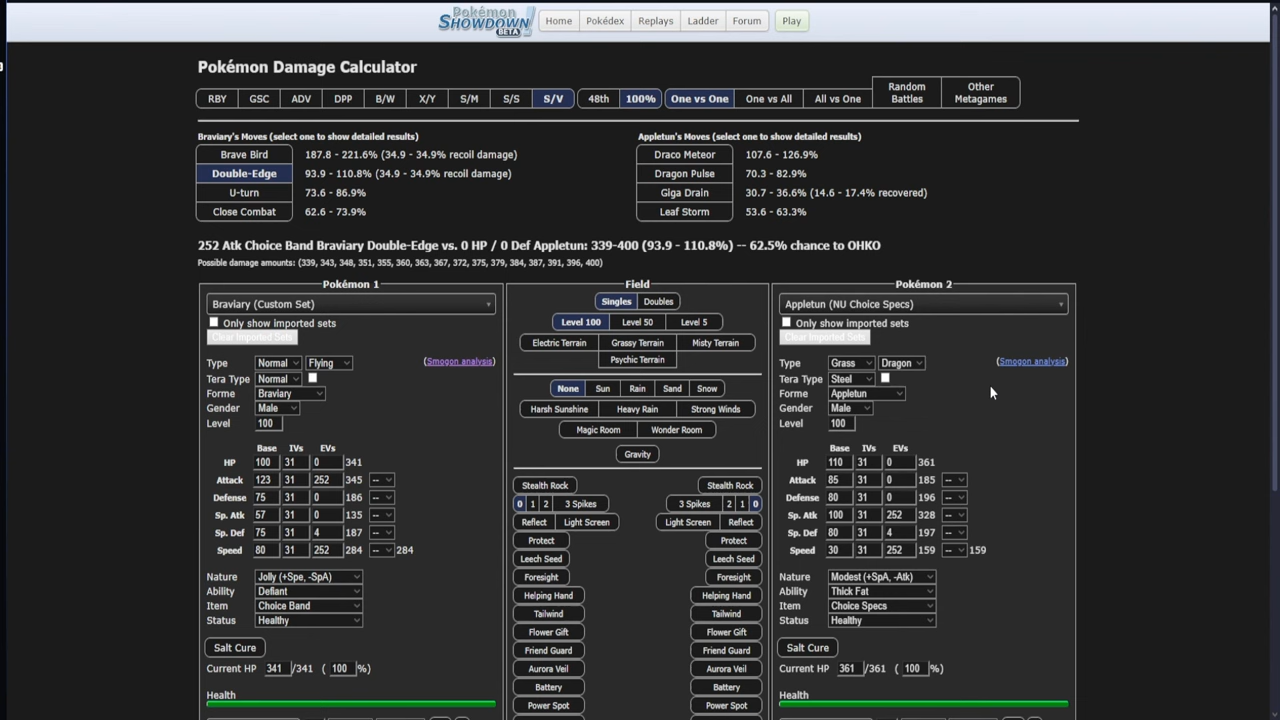 Pokémon
SHOWDOWN!
BETA
Home Pokédex Replays Ladder Forum Play
Pokémon Damage Calculator
RBY GSC ADV DPP B/W X/Y S/M S/S S/V 48th 100% One vs One One vs All All vs One Random Battles Other Metagames
Braviary's Moves (select one to show detailed results)
Brave Bird 187.8 - 221.6% (34.9 - 34.9% recoil damage)
Double-Edge 93.9 - 110.8% (34.9 - 34.9% recoil damage)
U-turn 73.6 - 86.9%
Close Combat 62.6 - 73.9%
Appletun's Moves (select one to show detailed results)
Draco Meteor 107.6 - 126.9%
Dragon Pulse 70.3 - 82.9%
Giga Drain 30.7 - 36.6% (14.6 - 17.4% recovered)
Leaf Storm 53.6 - 63.3%
252 Atk Choice Band Braviary Double-Edge vs. 0 HP / 0 Def Appletun: 339-400 (93.9 - 110.8%) -- 62.5% chance to OHKO
Possible damage amounts: (339, 343, 348, 351, 355, 360, 363, 367, 372, 375, 379, 384, 387, 391, 396, 400)
Pokémon 1
Braviary (Custom Set)
Only show imported sets
Clear Imported Sets
Type Normal Flying (Smogon analysis)
Tera Type Normal
Forme Braviary
Gender Male
Level 100
Base IVs EVs
HP 100 31 0 341
Attack 123 31 252 345 --
Defense 75 31 0 186 --
Sp. Atk 57 31 0 135 --
Sp. Def 75 31 4 187 --
Speed 80 31 252 284 -- 284
Nature Jolly (+Spe, -SpA)
Ability Defiant
Item Choice Band
Status Healthy
Salt Cure
Current HP 341 /341 ( 100 %)
Health
Field
Singles Doubles
Level 100 Level 50 Level 5
Electric Terrain Grassy Terrain Misty Terrain
Psychic Terrain
None Sun Rain Sand Snow
Harsh Sunshine Heavy Rain Strong Winds
Magic Room Wonder Room
Gravity
Stealth Rock Stealth Rock
0 1 2 3 Spikes 3 Spikes 2 1 0
Reflect Light Screen Light Screen Reflect
Protect Protect
Leech Seed Leech Seed
Foresight Foresight
Helping Hand Helping Hand
Tailwind Tailwind
Flower Gift Flower Gift
Friend Guard Friend Guard
Aurora Veil Aurora Veil
Battery Battery
Power Spot Power Spot
Pokémon 2
Appletun (NU Choice Specs)
Only show imported sets
Clear Imported Sets
Type Grass Dragon (Smogon analysis)
Tera Type Steel
Forme Appletun
Gender Male
Level 100
Base IVs EVs
HP 110 31 0 361
Attack 85 31 0 185 --
Defense 80 31 0 196 --
Sp. Atk 100 31 252 328 --
Sp. Def 80 31 4 197 --
Speed 30 31 252 159 -- 159
Nature Modest (+SpA, -Atk)
Ability Thick Fat
Item Choice Specs
Status Healthy
Salt Cure
Current HP 361 /361 ( 100 %)
Health